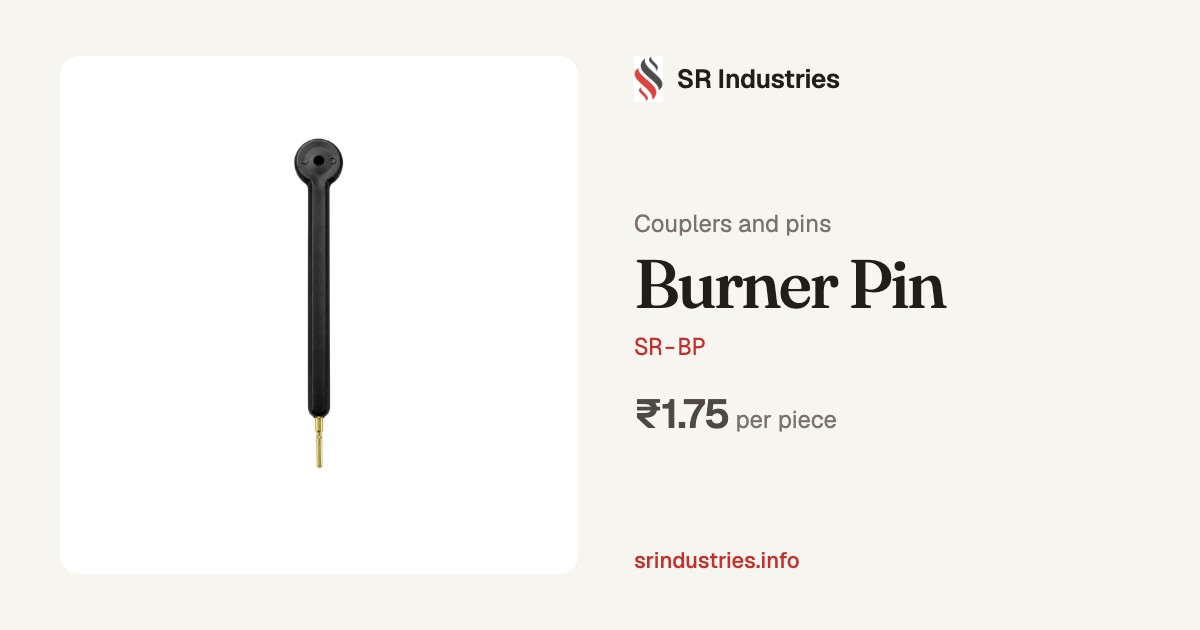 SR Industries
Couplers and pins
Burner Pin
SR-BP
₹1.75 per piece
srindustries.info